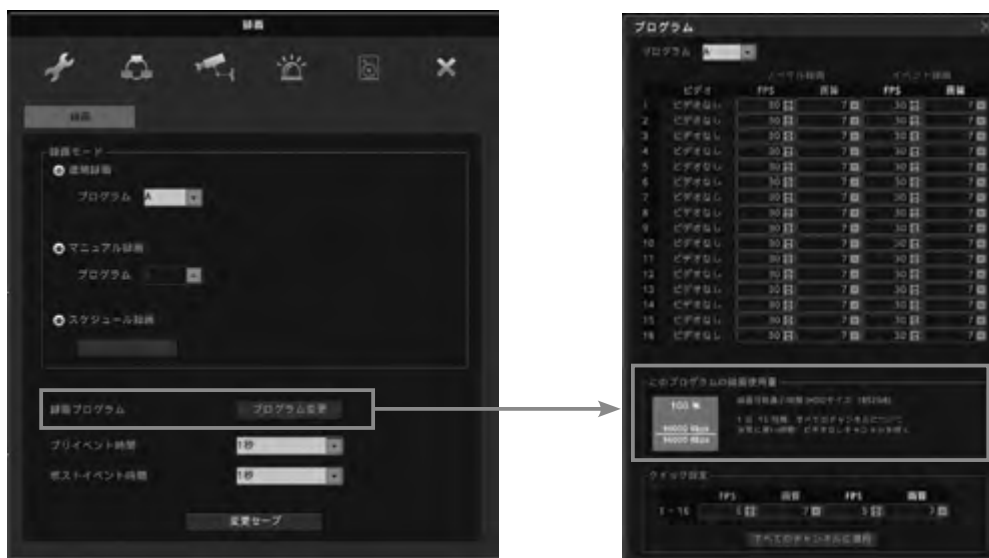 録画
録画
録画モード
連続録画
プログラム A
マニュアル録画
プログラム
スケジュール録画
録画プログラム プログラム変更
プリイベント時間 1秒
ポストイベント時間 1秒
変更セーブ
プログラム
プログラム A
ノーマル録画 イベント録画
ビデオ FPS 画質 FPS 画質
1 ビデオなし 30 7 30 7
2 ビデオなし 30 7 30 7
3 ビデオなし 30 7 30 7
4 ビデオなし 30 7 30 7
5 ビデオなし 30 7 30 7
6 ビデオなし 30 7 30 7
7 ビデオなし 30 7 30 7
8 ビデオなし 30 7 30 7
9 ビデオなし 30 7 30 7
10 ビデオなし 30 7 30 7
11 ビデオなし 30 7 30 7
12 ビデオなし 30 7 30 7
13 ビデオなし 30 7 30 7
14 ビデオなし 30 7 30 7
15 ビデオなし 30 7 30 7
16 ビデオなし 30 7 30 7
このプログラムの録画使用量
100 %
96000 Kbps
96000 Kbps
クイック設定
FPS 画質 FPS 画質
1 - 16 5 7 5 7
すべてのチャンネルに適用